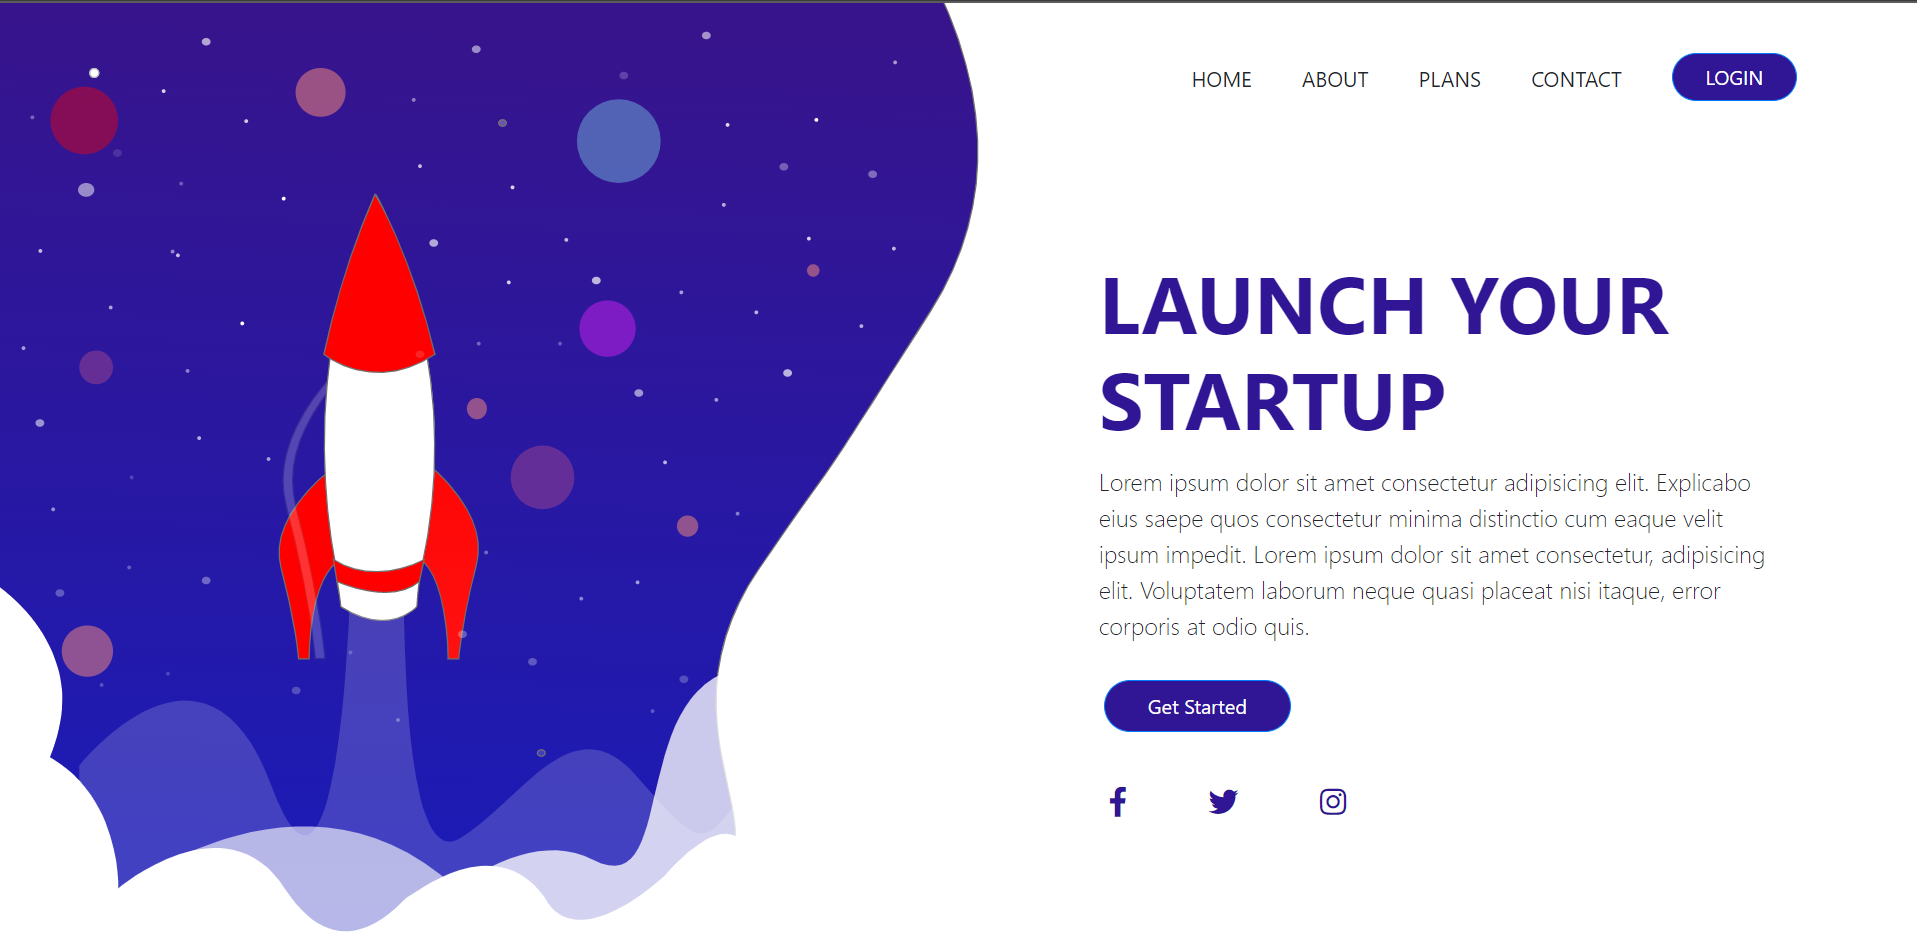 HOME ABOUT PLANS CONTACT LOGIN
LAUNCH YOUR
STARTUP
Lorem ipsum dolor sit amet consectetur adipisicing elit. Explicabo
eius saepe quos consectetur minima distinctio cum eaque velit
ipsum impedit. Lorem ipsum dolor sit amet consectetur, adipisicing
elit. Voluptatem laborum neque quasi placeat nisi itaque, error
corporis at odio quis.
Get Started